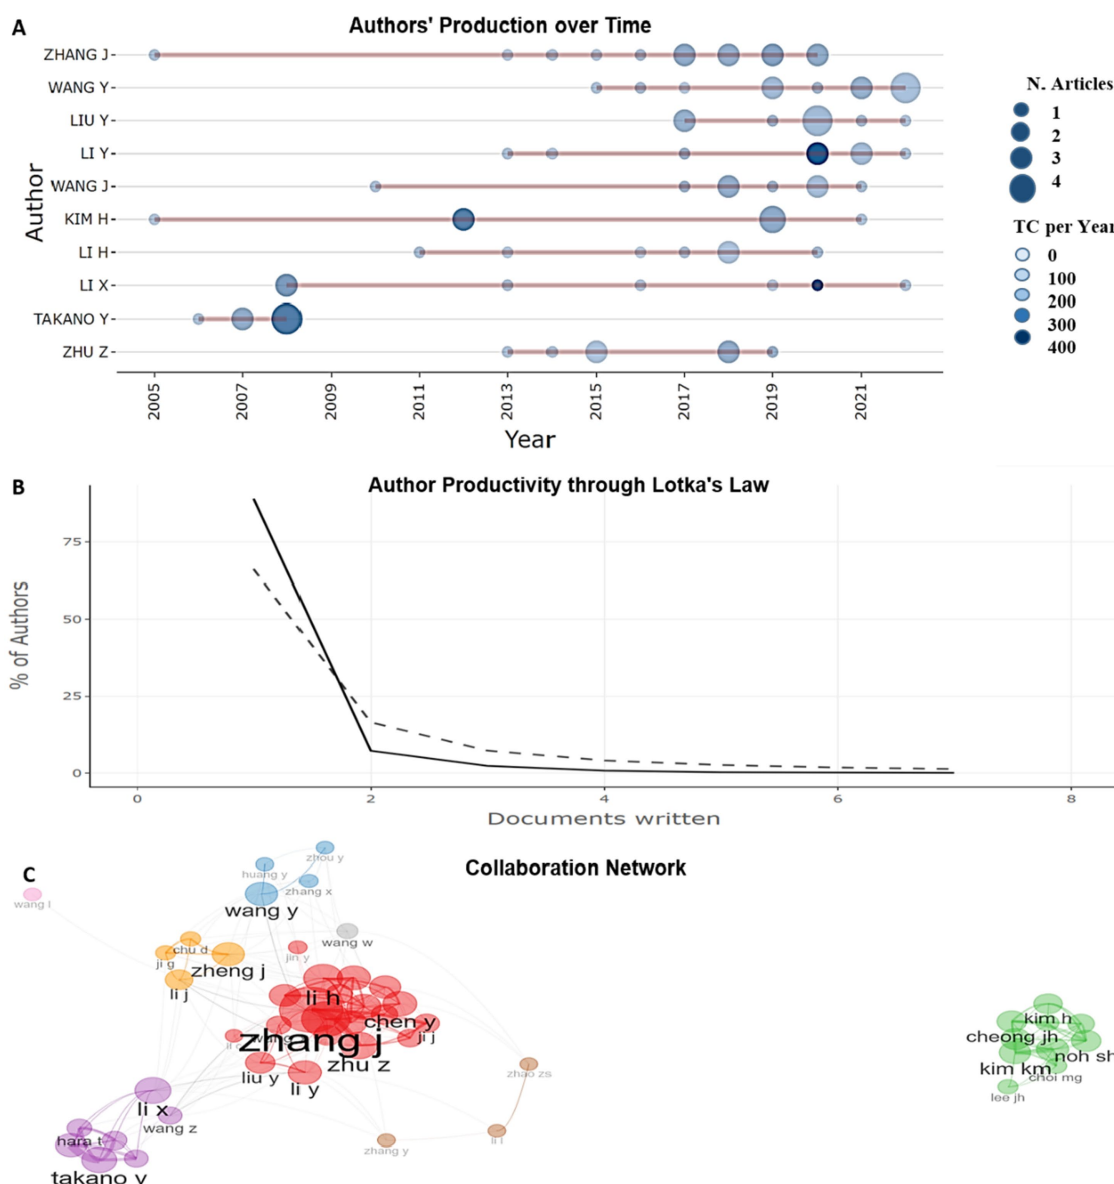 A
Authors' Production over Time
ZHANG J
WANG Y
LIU Y
LI Y
WANG J
KIM H
LI H
LI X
TAKANO Y
ZHU Z
Author
2005
2007
2009
2011
2013
2015
2017
2019
2021
Year
N. Articles
1
2
3
4
TC per Year
0
100
200
300
400
B
Author Productivity through Lotka's Law
% of Authors
75
50
25
0
0
2
4
6
8
Documents written
C
Collaboration Network
zhou y
huang y
zhang x
wang l
wang y
wang w
chu d
ji g
zheng j
jin y
li j
li h
chen y
zhang j
ji j
zhu z
liu y
li y
zhao zs
li x
wang z
hara t
li l
zhang y
takano y
kim h
cheong jh
noh sh
kim km
choi mg
lee jh